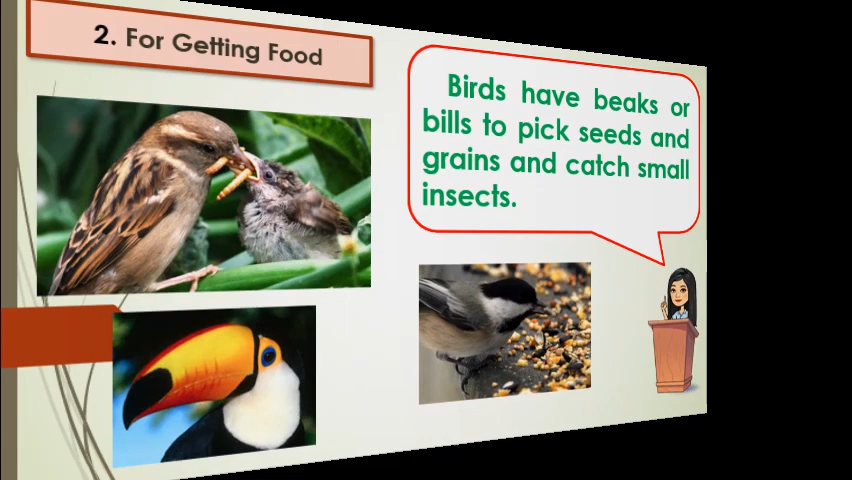 2. For Getting Food
Birds have beaks or
bills to pick seeds and
grains and catch small
insects.